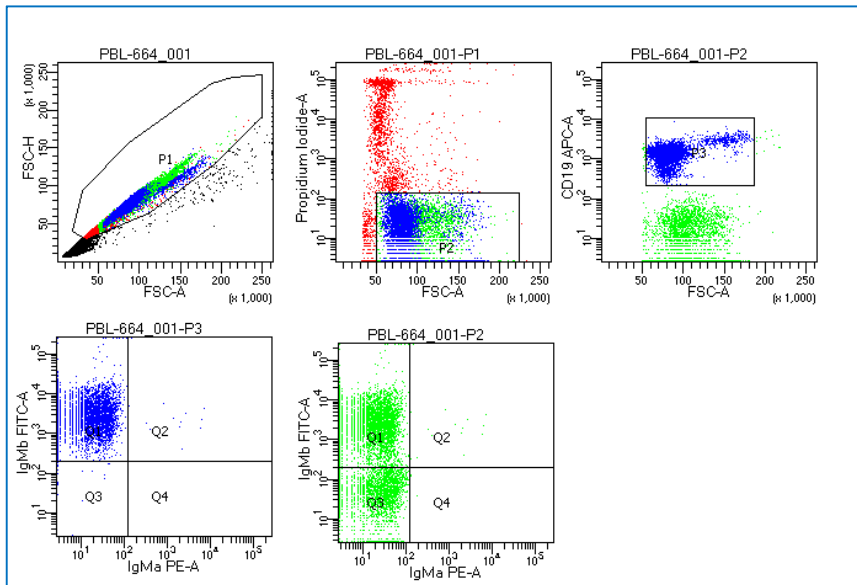 PBL-664_001
(x 1,000)
FSC-H
250
200
150
100
50
P1
50 100 150 200 250
FSC-A
(x 1,000)
PBL-664_001-P1
Propidium Iodide-A
10^5
10^4
10^3
10^2
10^1
P2
50 100 150 200 250
FSC-A
(x 1,000)
PBL-664_001-P2
CD19 APC-A
10^5
10^4
10^3
10^2
10^1
P3
50 100 150 200 250
FSC-A
(x 1,000)
PBL-664_001-P3
IgMb FITC-A
10^5
10^4
10^3
10^2
10^1
Q1 Q2
Q3 Q4
10^1 10^2 10^3 10^4 10^5
IgMa PE-A
PBL-664_001-P2
IgMb FITC-A
10^5
10^4
10^3
10^2
10^1
Q1 Q2
Q3 Q4
10^1 10^2 10^3 10^4 10^5
IgMa PE-A